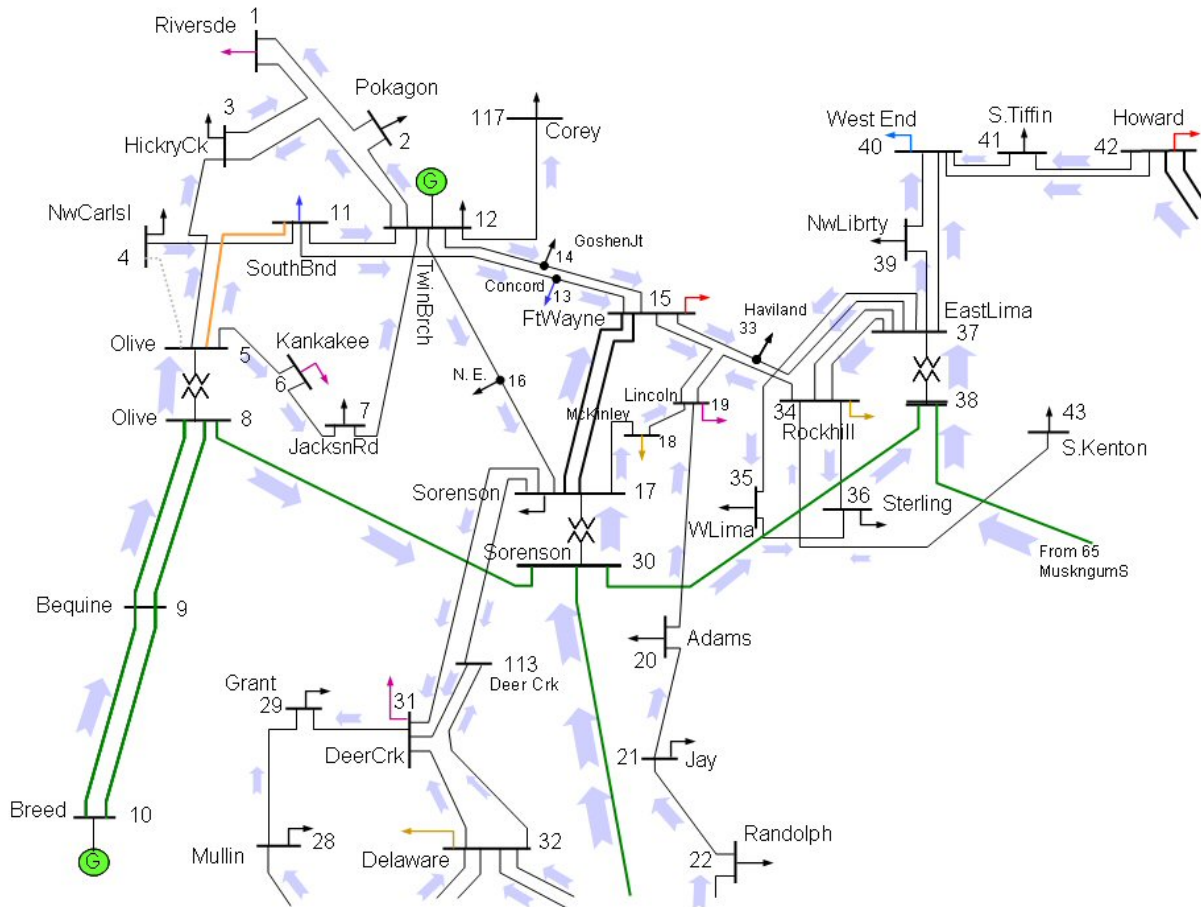 1
Riversde
Pokagon
2
3
HickryCk
117
Corey
West End
40
S.Tiffin
41
Howard
42
G
NwCarlsl
4
11
SouthBnd
12
TwinBrch
GoshenJt
14
Concord
13
NwLibrty
39
FtWayne
15
Haviland
33
EastLima
37
Olive
5
Kankakee
6
N. E.
16
Lincoln
19
McKinley
18
34
Rockhill
38
43
S.Kenton
Olive
8
7
JacksnRd
Sorenson
17
35
WLima
36
Sterling
Sorenson
30
From 65
MuskngumS
Bequine
9
Adams
20
113
Deer Crk
Grant
29
31
DeerCrk
21
Jay
Breed
10
G
Mullin
28
Delaware
32
Randolph
22